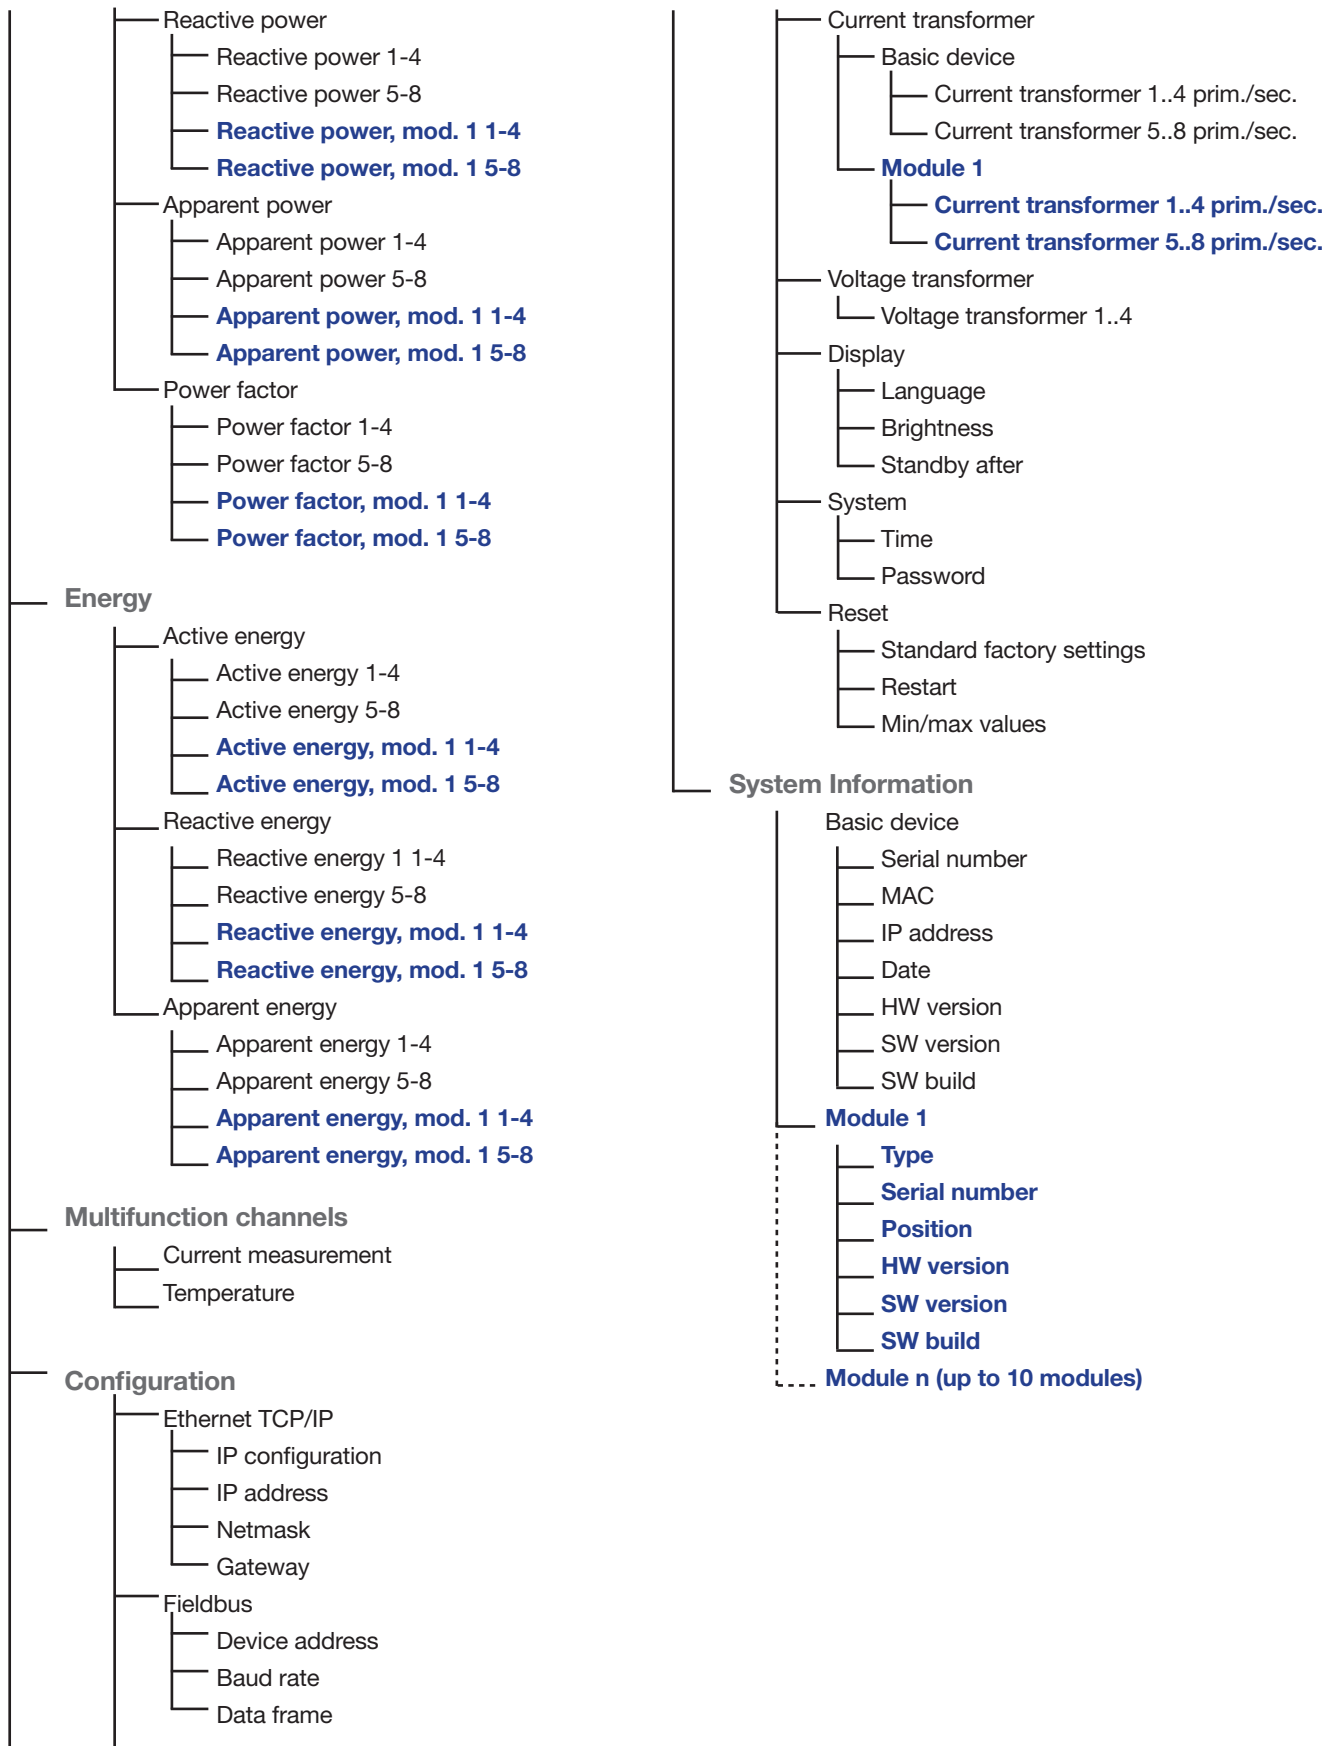 Reactive power
Reactive power 1-4
Reactive power 5-8
Reactive power, mod. 1 1-4
Reactive power, mod. 1 5-8
Apparent power
Apparent power 1-4
Apparent power 5-8
Apparent power, mod. 1 1-4
Apparent power, mod. 1 5-8
Power factor
Power factor 1-4
Power factor 5-8
Power factor, mod. 1 1-4
Power factor, mod. 1 5-8
Energy
Active energy
Active energy 1-4
Active energy 5-8
Active energy, mod. 1 1-4
Active energy, mod. 1 5-8
Reactive energy
Reactive energy 1 1-4
Reactive energy 5-8
Reactive energy, mod. 1 1-4
Reactive energy, mod. 1 5-8
Apparent energy
Apparent energy 1-4
Apparent energy 5-8
Apparent energy, mod. 1 1-4
Apparent energy, mod. 1 5-8
Multifunction channels
Current measurement
Temperature
Configuration
Ethernet TCP/IP
IP configuration
IP address
Netmask
Gateway
Fieldbus
Device address
Baud rate
Data frame
Current transformer
Basic device
Current transformer 1..4 prim./sec.
Current transformer 5..8 prim./sec.
Module 1
Current transformer 1..4 prim./sec.
Current transformer 5..8 prim./sec.
Voltage transformer
Voltage transformer 1..4
Display
Language
Brightness
Standby after
System
Time
Password
Reset
Standard factory settings
Restart
Min/max values
System Information
Basic device
Serial number
MAC
IP address
Date
HW version
SW version
SW build
Module 1
Type
Serial number
Position
HW version
SW version
SW build
Module n (up to 10 modules)